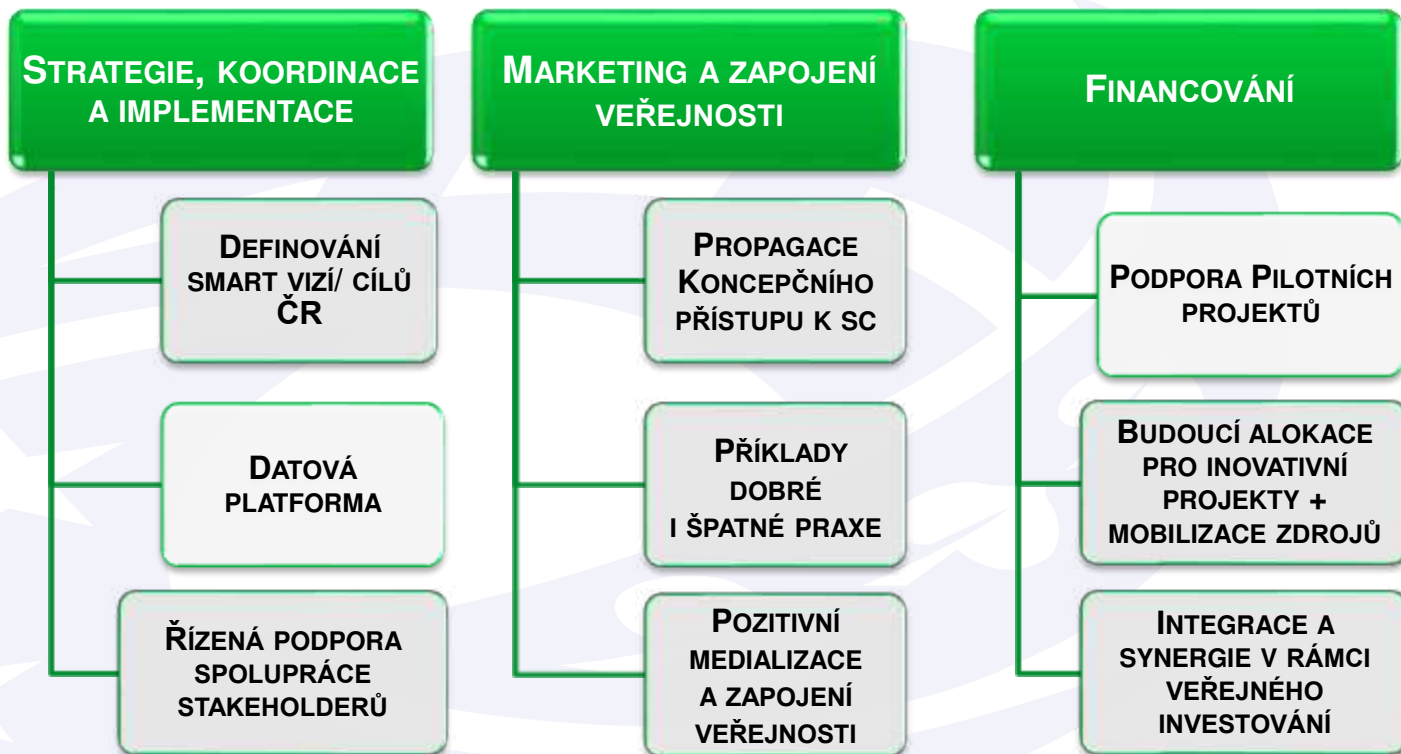 STRATEGIE, KOORDINACE
A IMPLEMENTACE
DEFINOVÁNÍ
SMART VIZÍ/ CÍLŮ
ČR
DATOVÁ
PLATFORMA
ŘÍZENÁ PODPORA
SPOLUPRÁCE
STAKEHOLDERŮ
MARKETING A ZAPOJENÍ
VEŘEJNOSTI
PROPAGACE
KONCEPČNÍHO
PŘÍSTUPU K SC
PŘÍKLADY
DOBRÉ
I ŠPATNÉ PRAXE
POZITIVNÍ
MEDIALIZACE
A ZAPOJENÍ
VEŘEJNOSTI
FINANCOVÁNÍ
PODPORA PILOTNÍCH
PROJEKTŮ
BUDOUCÍ ALOKACE
PRO INOVATIVNÍ
PROJEKTY +
MOBILIZACE ZDROJŮ
INTEGRACE A
SYNERGIE V RÁMCI
VEŘEJNÉHO
INVESTOVÁNÍ